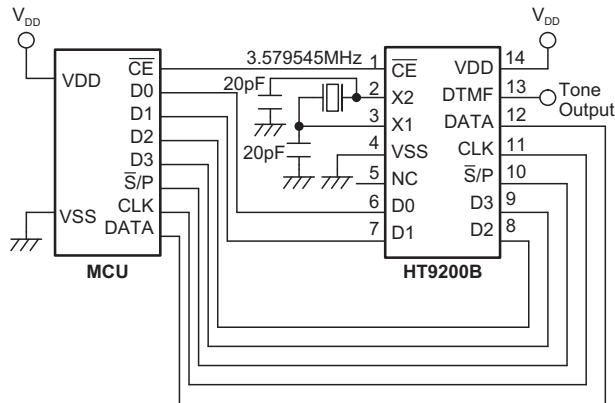 VDD
VDD
VDD
VSS
CE
D0
D1
D2
D3
S/P
CLK
DATA
MCU
3.579545MHz
20pF
20pF
1
2
3
4
5
6
7
CE
X2
X1
VSS
NC
D0
D1
VDD
DTMF
DATA
CLK
S/P
D3
D2
14
13
12
11
10
9
8
Tone
Output
HT9200B